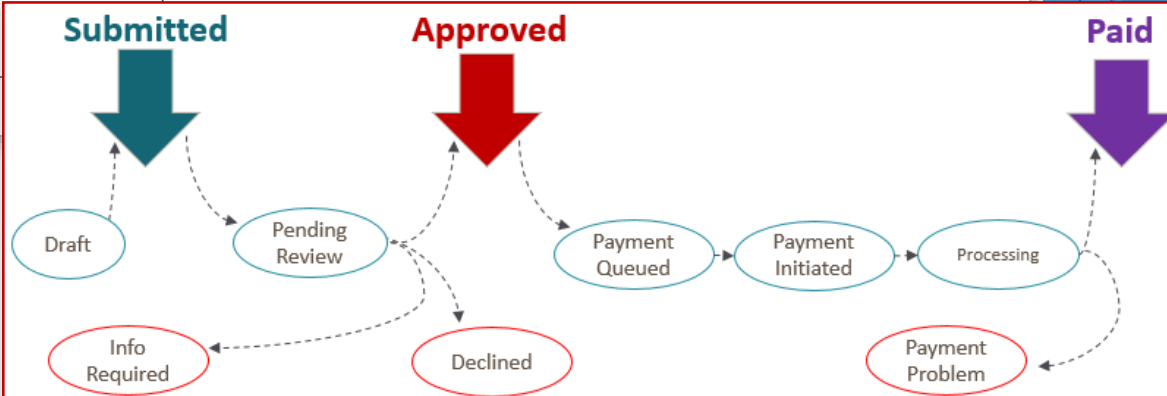 Submitted
Approved
Paid
Draft
Pending
Review
Payment
Queued
Payment
Initiated
Processing
Info
Required
Declined
Payment
Problem